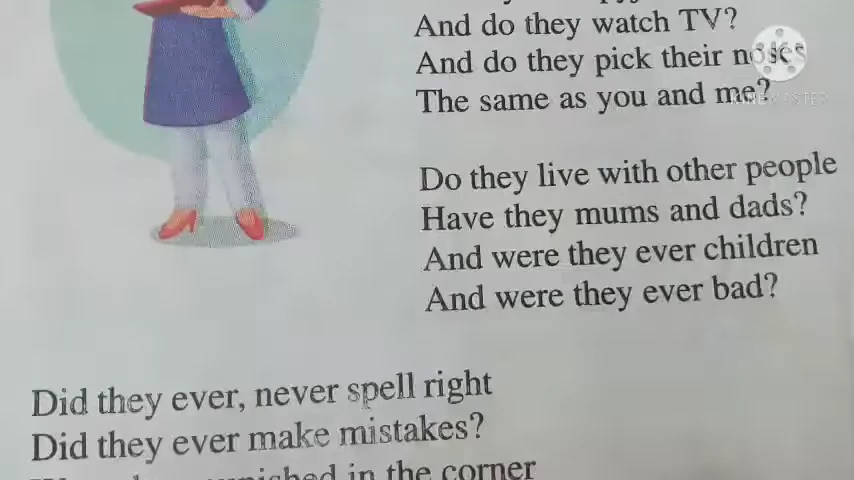 And do they watch TV?
And do they pick their noses
The same as you and me?
Do they live with other people
Have they mums and dads?
And were they ever children
And were they ever bad?
Did they ever, never spell right
Did they ever make mistakes?
in the corner